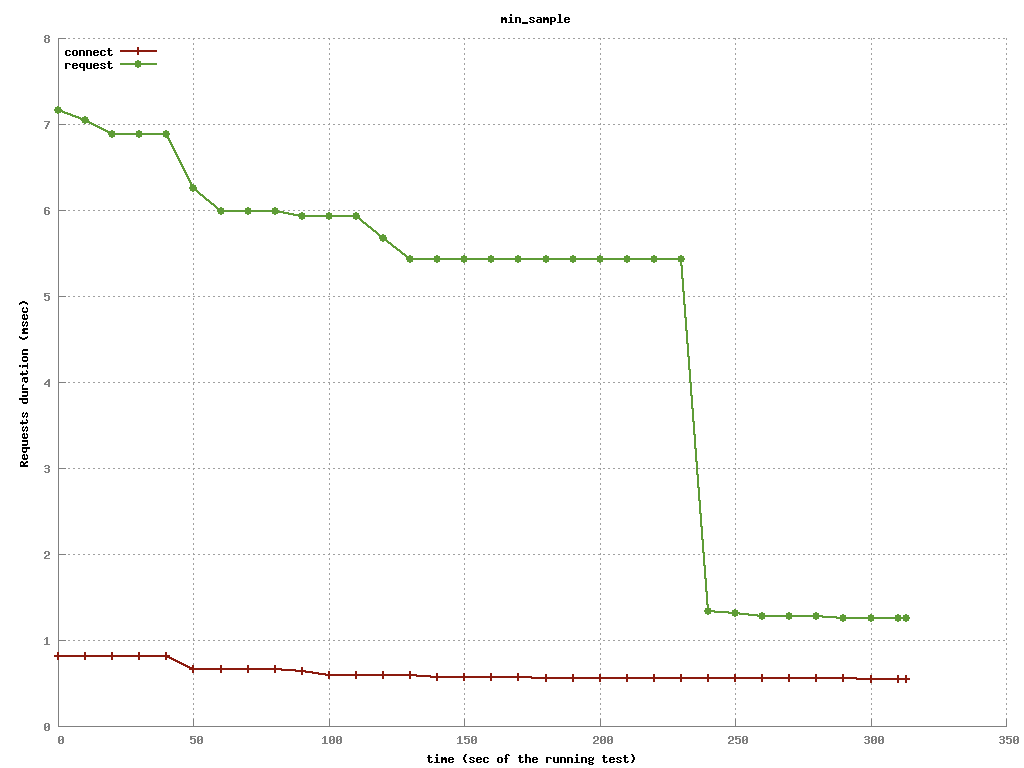 min_sample
8
connect
request
7
6
5
4
3
2
1
0
Requests duration (msec)
0 50 100 150 200 250 300 350
time (sec of the running test)